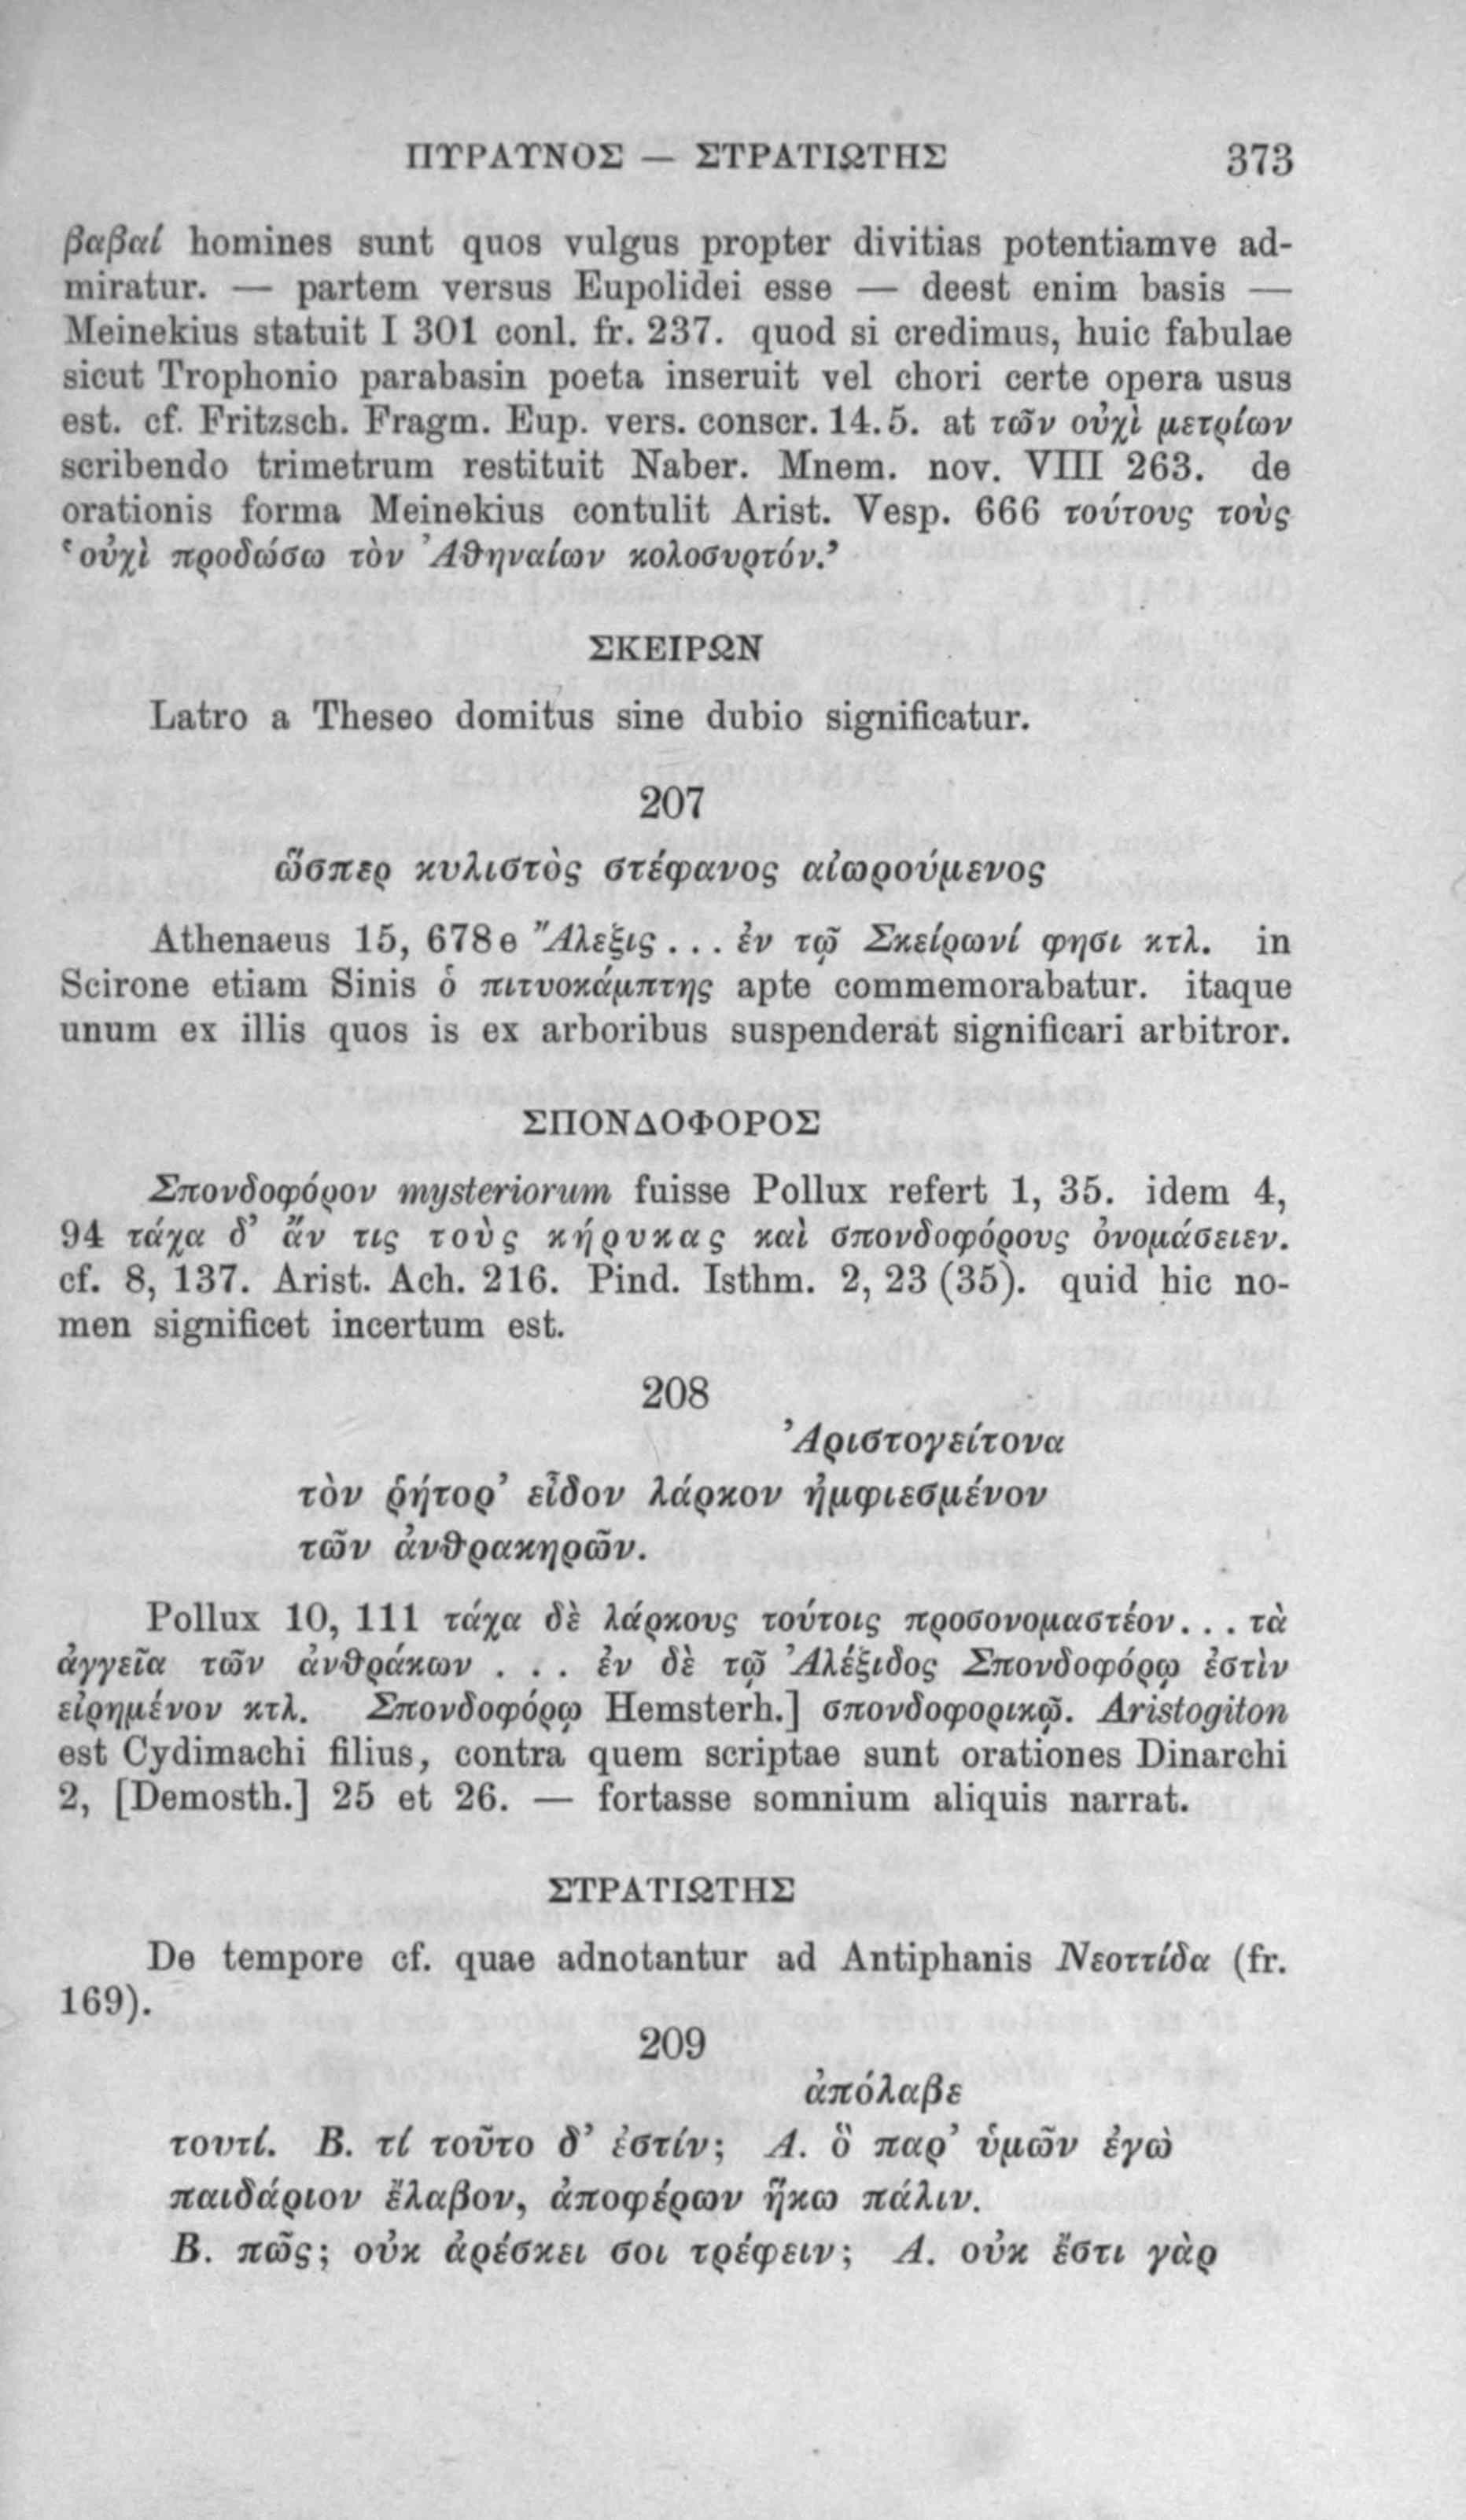 ΠΥΡΑΥΝΟΣ — ΣΤΡΑΤΙΩΤΗΣ 373
βαβαί homines sunt quos vulgus propter divitias potentiamve ad-
miratur. — partem versus Eupolidei esse — deest enim basis —
Meinekius statuit I 301 conl. fr. 237. quod si credimus, huic fabulae
sicut Trophonio parabasin poeta inseruit vel chori certe opera usus
est. cf. Fritzsch. Fragm. Eup. vers. conscr. 14. 5. at τῶν οὐχὶ μετρίων
scribendo trimetrum restituit Naber. Mnem. nov. VIII 263. de
orationis forma Meinekius contulit Arist. Vesp. 666 τούτους τοὺς
‘οὐχὶ προδώσω τὸν Ἀθηναίων κολοσυρτόν.’
ΣΚΕΙΡΩΝ
Latro a Theseo domitus sine dubio significatur.
207
ὥσπερ κυλιστὸς στέφανος αἰωρούμενος
Athenaeus 15, 678 e Ἄλεξις . . . ἐν τῷ Σκείρωνί φησι κτλ. in
Scirone etiam Sinis ὁ πιτυοκάμπτης apte commemorabatur. itaque
unum ex illis quos is ex arboribus suspenderat significari arbitror.
ΣΠΟΝΔΟΦΟΡΟΣ
Σπονδοφόρον mysteriorum fuisse Pollux refert 1, 35. idem 4,
94 τάχα δ’ ἄν τις τοὺς κήρυκας καὶ σπονδοφόρους ὀνομάσειεν.
cf. 8, 137. Arist. Ach. 216. Pind. Isthm. 2, 23 (35). quid hic no-
men significet incertum est.
208
Ἀριστογείτονα
τὸν ῥήτορ’ εἶδον λάρκον ἠμφιεσμένον
τῶν ἀνθρακηρῶν.
Pollux 10, 111 τάχα δὲ λάρκους τούτοις προσονομαστέον. . . τὰ
ἀγγεῖα τῶν ἀνθράκων . . . ἐν δὲ τῷ Ἀλέξιδος Σπονδοφόρῳ ἐστὶν
εἰρημένον κτλ. Σπονδοφόρῳ Hemsterh.] σπονδοφορικῷ. Aristogiton
est Cydimachi filius, contra quem scriptae sunt orationes Dinarchi
2, [Demosth.] 25 et 26. — fortasse somnium aliquis narrat.
ΣΤΡΑΤΙΩΤΗΣ
De tempore cf. quae adnotantur ad Antiphanis Νεοττίδα (fr.
169).
209
ἀπόλαβε
τουτί. Β. τί τοῦτο δ’ ἐστίν; Α. ὃ παρ’ ὑμῶν ἐγὼ
παιδάριον ἔλαβον, ἀποφέρων ἥκω πάλιν.
Β. πῶς; οὐκ ἀρέσκει σοι τρέφειν; Α. οὐκ ἔστι γὰρ